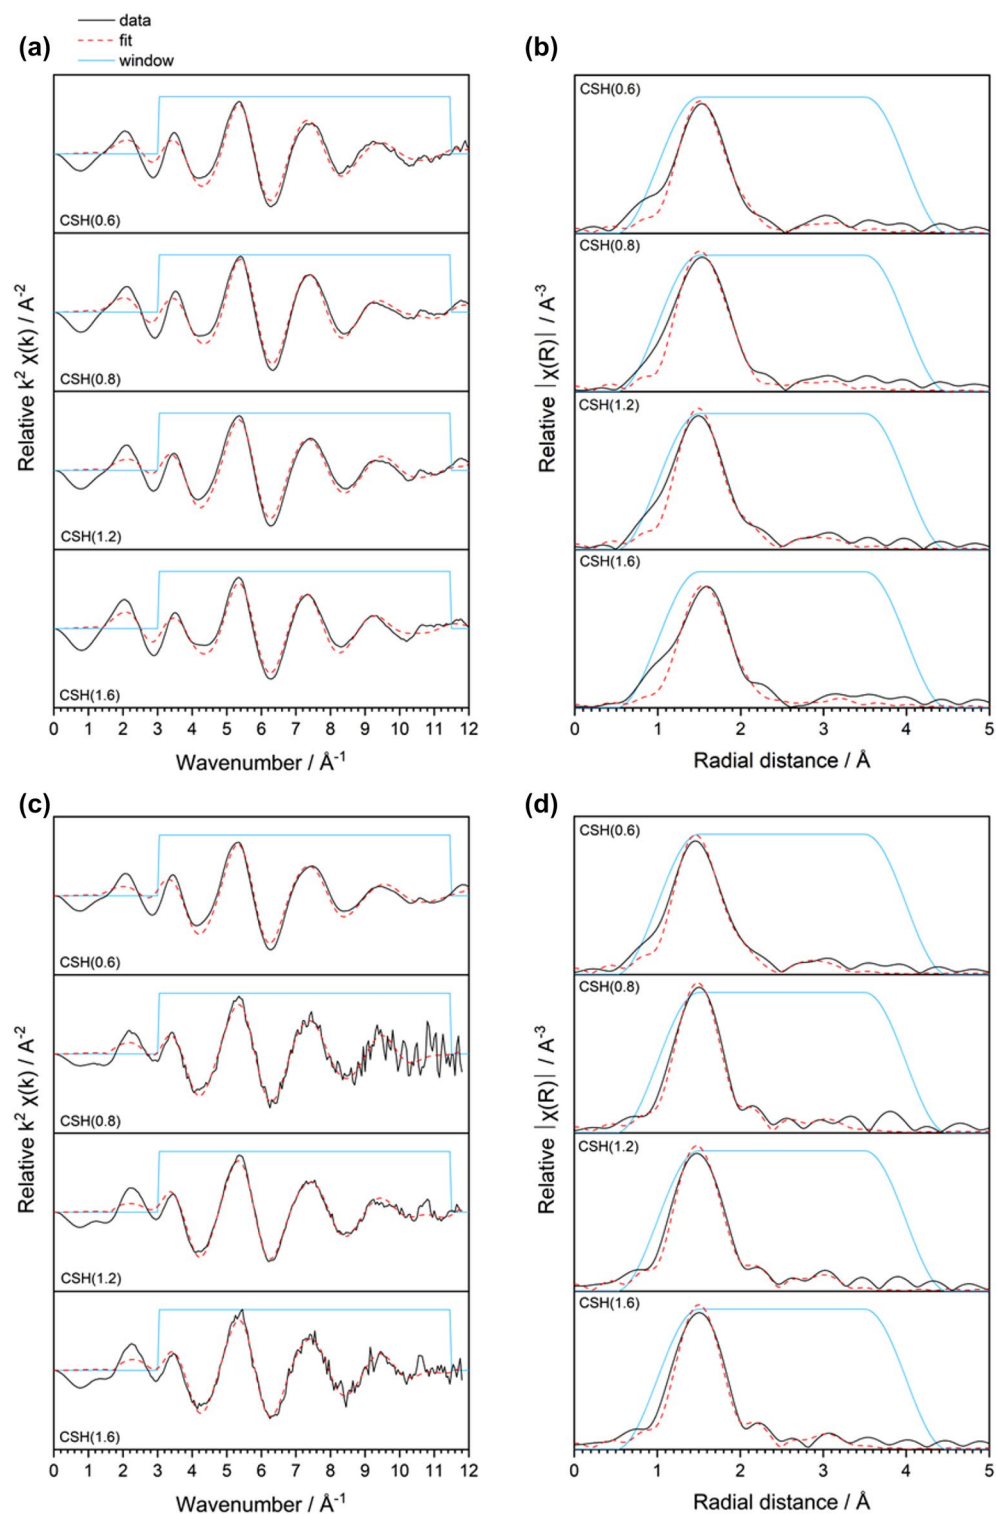 data
fit
window
(a)
(b)
CSH(0.6)
CSH(0.8)
CSH(1.2)
CSH(1.6)
Relative k² χ(k) / A⁻²
0 1 2 3 4 5 6 7 8 9 10 11 12
Wavenumber / Å⁻¹
CSH(0.6)
CSH(0.8)
CSH(1.2)
CSH(1.6)
Relative |χ(R)| / A⁻³
0 1 2 3 4 5
Radial distance / Å
(c)
(d)
CSH(0.6)
CSH(0.8)
CSH(1.2)
CSH(1.6)
Relative k² χ(k) / A⁻²
0 1 2 3 4 5 6 7 8 9 10 11 12
Wavenumber / Å⁻¹
CSH(0.6)
CSH(0.8)
CSH(1.2)
CSH(1.6)
Relative |χ(R)| / A⁻³
0 1 2 3 4 5
Radial distance / Å